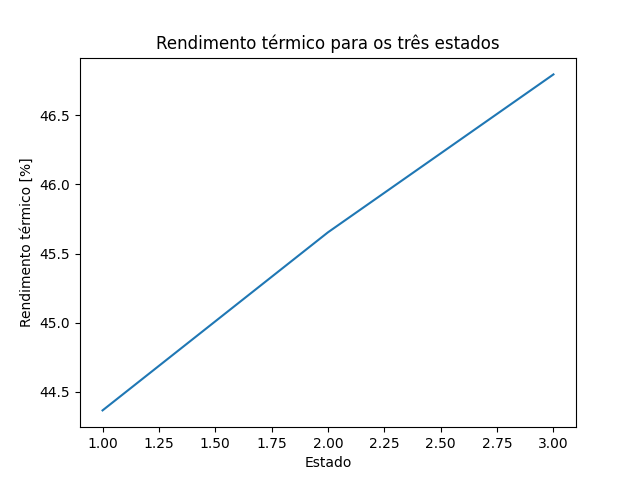 Rendimento térmico para os três estados
Rendimento térmico [%]
46.5
46.0
45.5
45.0
44.5
1.00 1.25 1.50 1.75 2.00 2.25 2.50 2.75 3.00
Estado